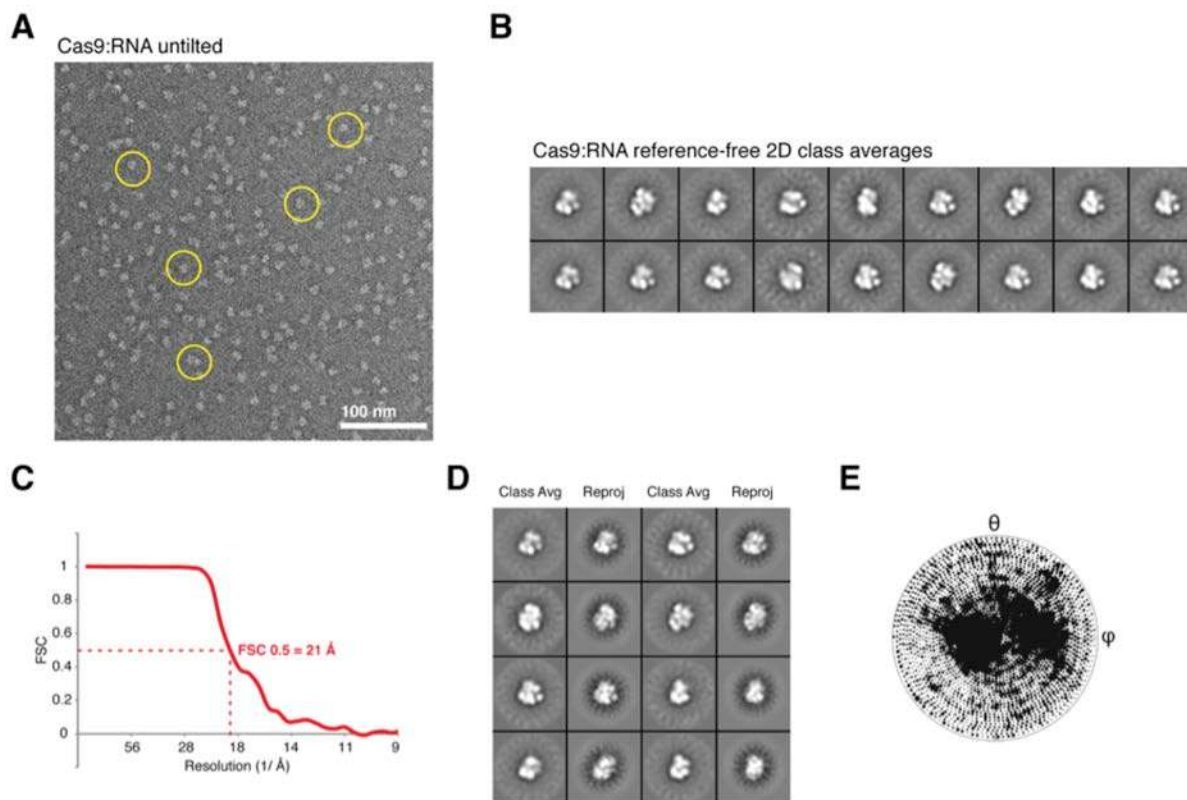 A
Cas9:RNA untilted
100 nm
B
Cas9:RNA reference-free 2D class averages
C
FSC
1
0.8
0.6
0.4
0.2
0
FSC 0.5 = 21 Å
56 28 18 14 11 9
Resolution (1/ Å)
D
Class Avg Reproj Class Avg Reproj
E
θ
φ